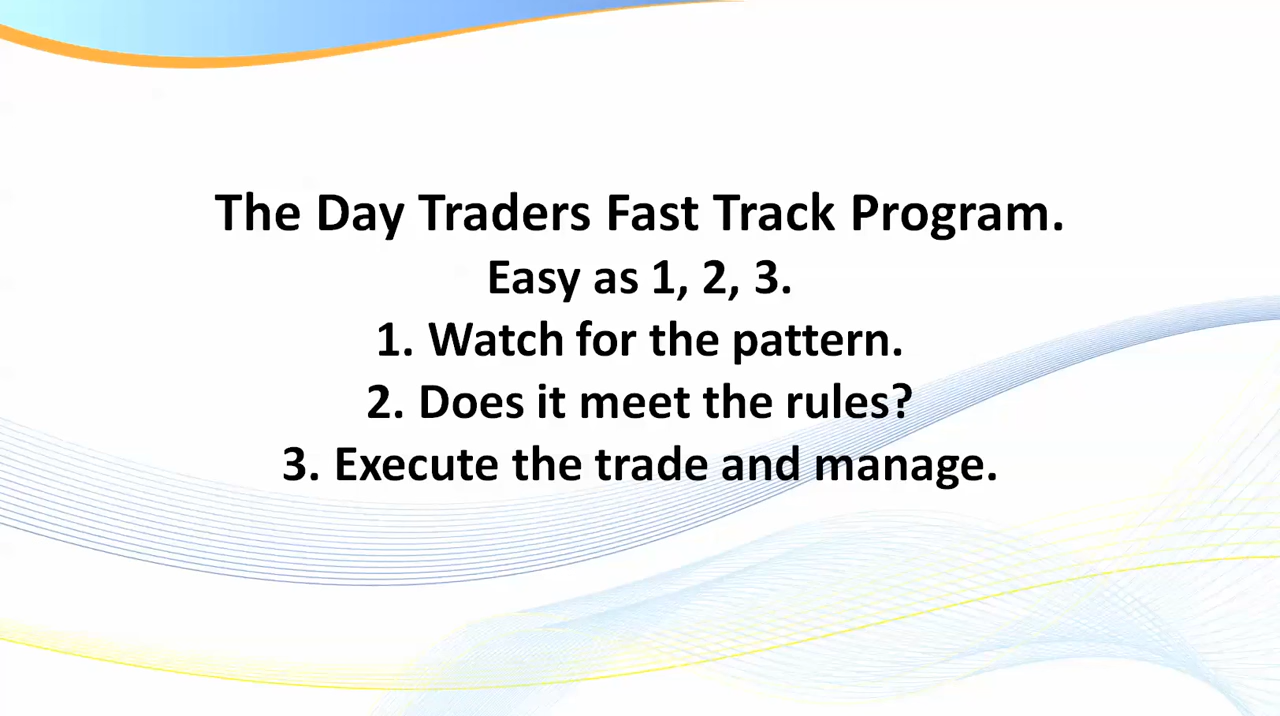 The Day Traders Fast Track Program.
Easy as 1, 2, 3.
1. Watch for the pattern.
2. Does it meet the rules?
3. Execute the trade and manage.